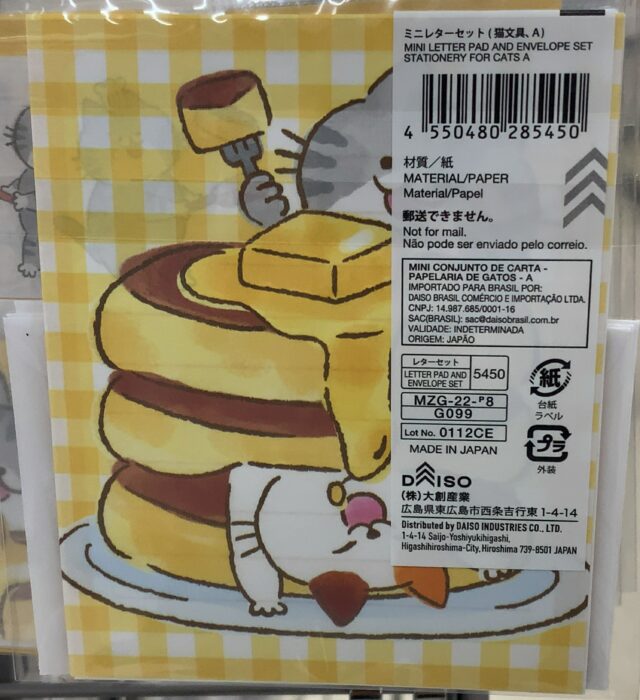 ミニレターセット(猫文具、A)
MINI LETTER PAD AND ENVELOPE SET
STATIONERY FOR CATS A
4 550480 285450
材質／紙
MATERIAL/PAPER
Material/Papel
郵送できません。
Not for mail.
Não pode ser enviado pelo correio.
MINI CONJUNTO DE CARTA -
PAPELARIA DE GATOS - A
IMPORTADO PARA BRASIL POR:
DAISO BRASIL COMÉRCIO E IMPORTAÇÃO LTDA.
CNPJ: 14.987.685/0001-16
SAC(BRASIL): sac@daisobrasil.com.br
VALIDADE: INDETERMINADA
ORIGEM: JAPÃO
レターセット
LETTER PAD AND
ENVELOPE SET
5450
MZG-22-P8
G099
Lot No. 0112CE
MADE IN JAPAN
紙
台紙
ラベル
プラ
外装
DAISO
(株)大創産業
広島県東広島市西条吉行東 1-4-14
Distributed by DAISO INDUSTRIES CO., LTD.
1-4-14 Saijo-Yoshiyukihigashi,
Higashihiroshima-City, Hiroshima 739-8501 JAPAN